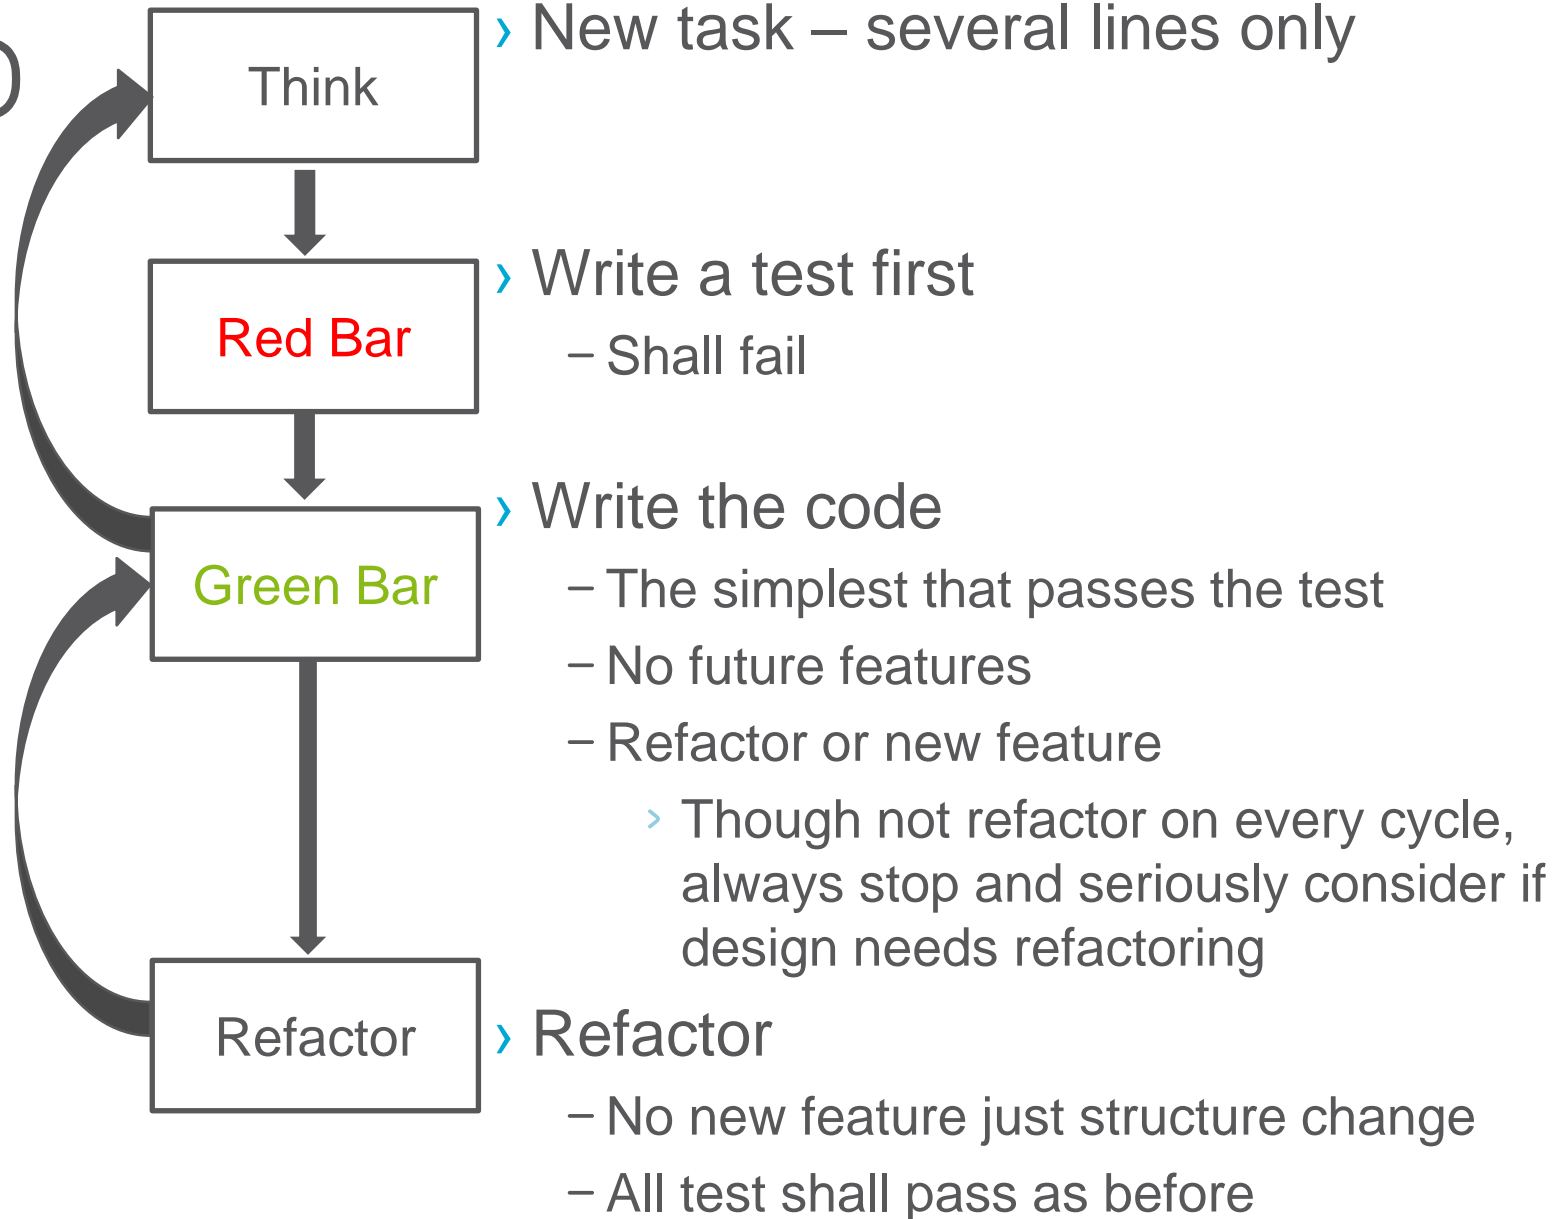 Think
› New task – several lines only
Red Bar
› Write a test first
– Shall fail
Green Bar
› Write the code
– The simplest that passes the test
– No future features
– Refactor or new feature
› Though not refactor on every cycle,
always stop and seriously consider if
design needs refactoring
Refactor
› Refactor
– No new feature just structure change
– All test shall pass as before